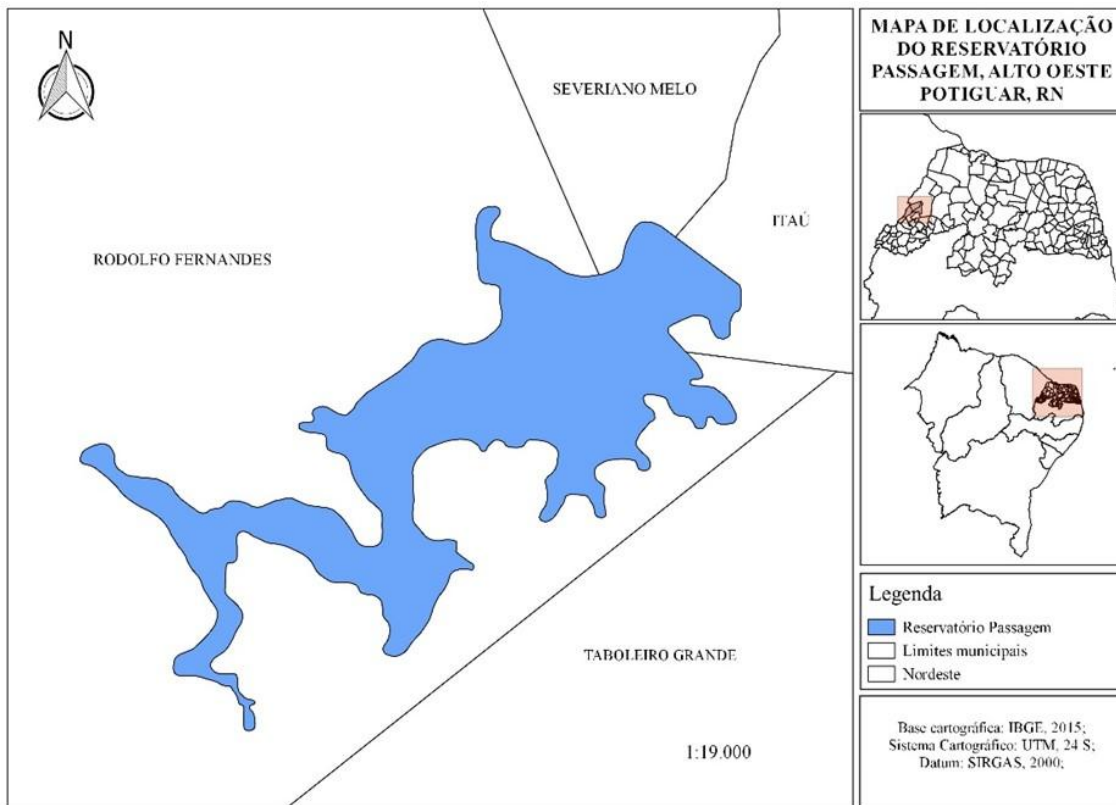 MAPA DE LOCALIZAÇÃO
DO RESERVATÓRIO
PASSAGEM, ALTO OESTE
POTIGUAR, RN
N
SEVERIANO MELO
ITAÚ
RODOLFO FERNANDES
TABOLEIRO GRANDE
1:19.000
Legenda
Reservatório Passagem
Limites municipais
Nordeste
Base cartográfica: IBGE, 2015;
Sistema Cartográfico: UTM, 24 S;
Datum: SIRGAS, 2000;